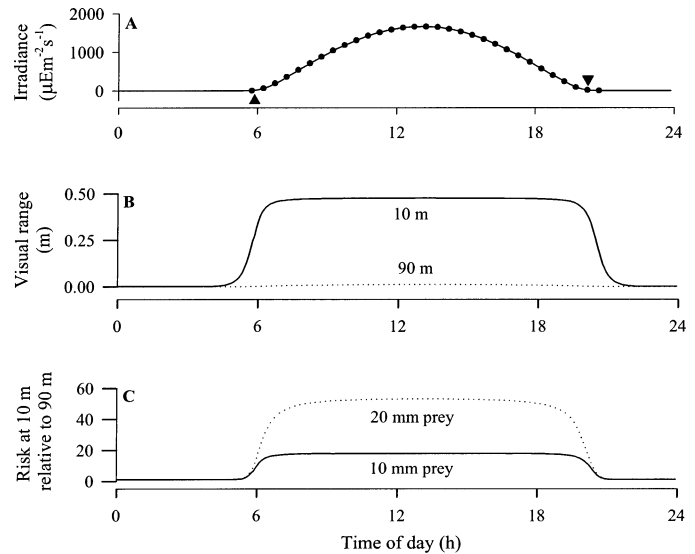 A
2000
1000
0
Irradiance
(µEm⁻²s⁻¹)
0 6 12 18 24
B
0.50
0.25
0.00
Visual range
(m)
10 m
90 m
0 6 12 18 24
C
60
40
20
0
Risk at 10 m
relative to 90 m
20 mm prey
10 mm prey
0 6 12 18 24
Time of day (h)